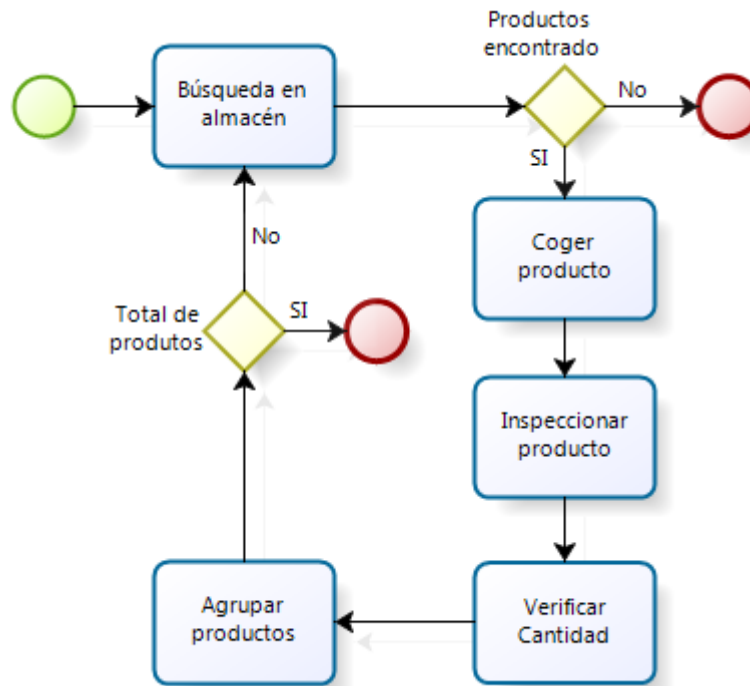 Productos
encontrado
Búsqueda en
almacén
No
SI
Coger
producto
No
Total de
produtos
SI
Inspeccionar
producto
Agrupar
productos
Verificar
Cantidad